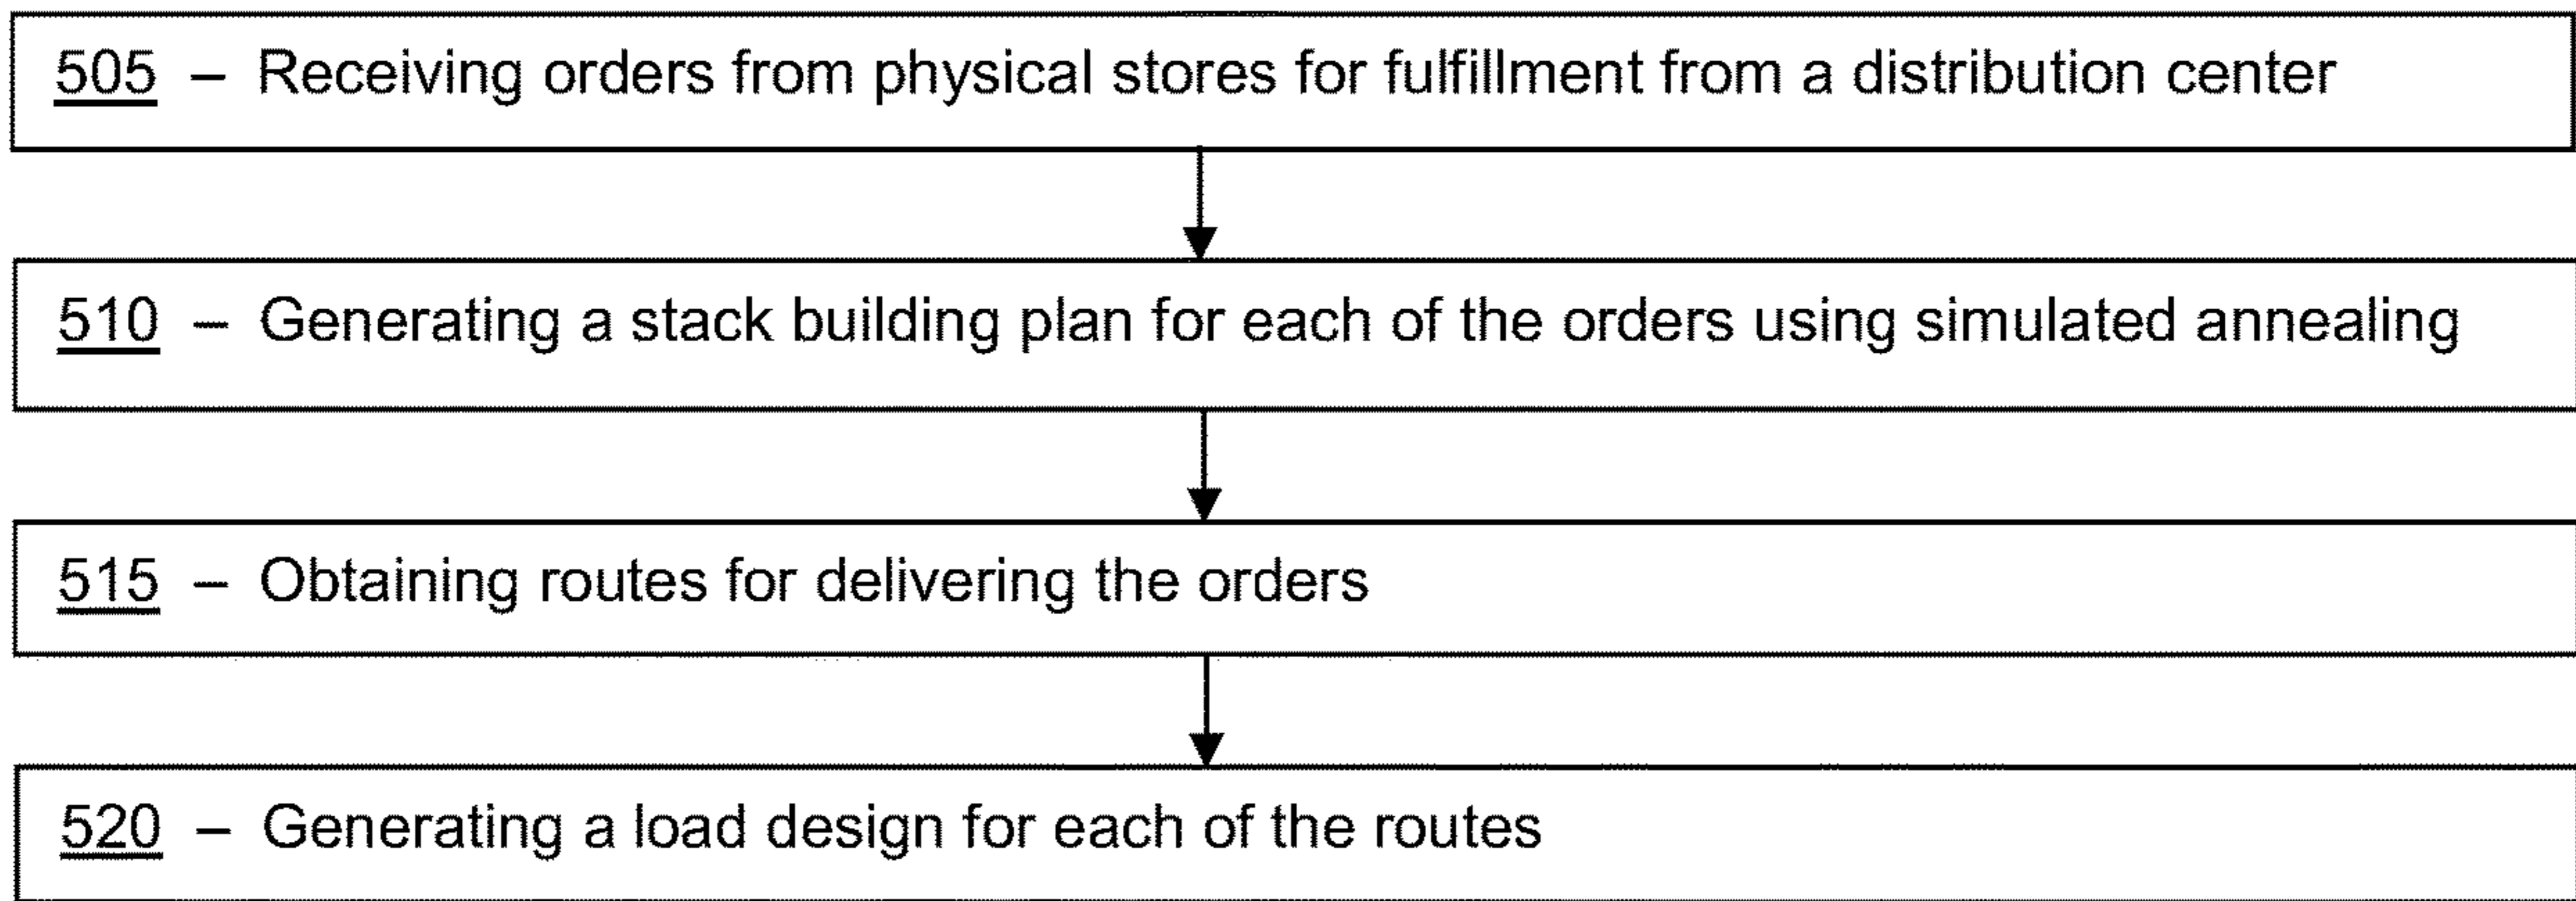 505 – Receiving orders from physical stores for fulfillment from a distribution center
510 – Generating a stack building plan for each of the orders using simulated annealing
515 – Obtaining routes for delivering the orders
520 – Generating a load design for each of the routes